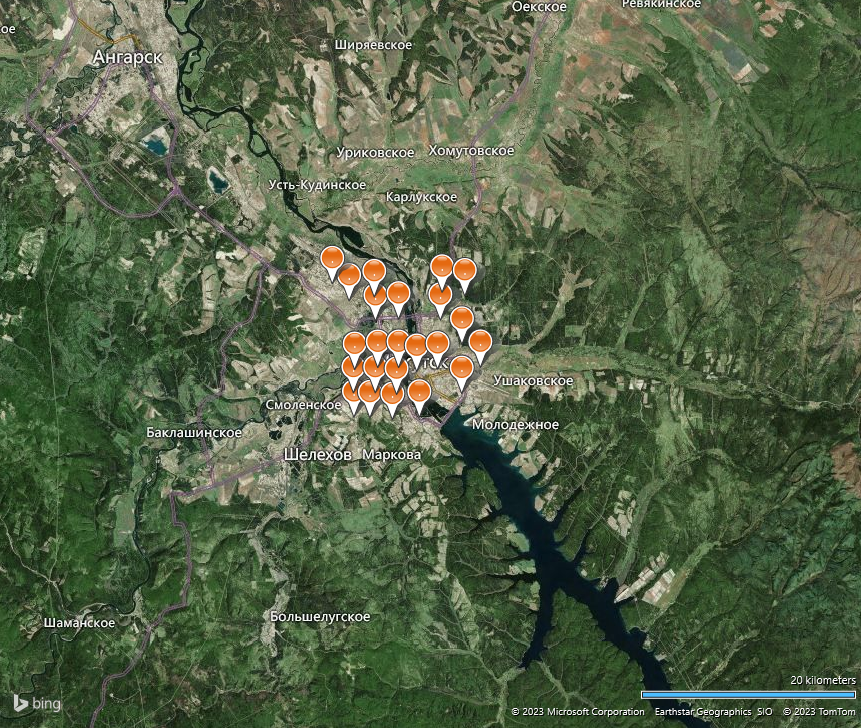 Оекское
Ревякинское
ое
Ширяевское
Ангарск
Уриковское
Хомутовское
Усть-Кудинское
Карлукское
Ушаковское
Смоленское
Молодежное
Баклашинское
Шелехов
Маркова
Большелугское
Шаманское
20 kilometers
bing
© 2023 Microsoft Corporation Earthstar Geographics SIO © 2023 TomTom